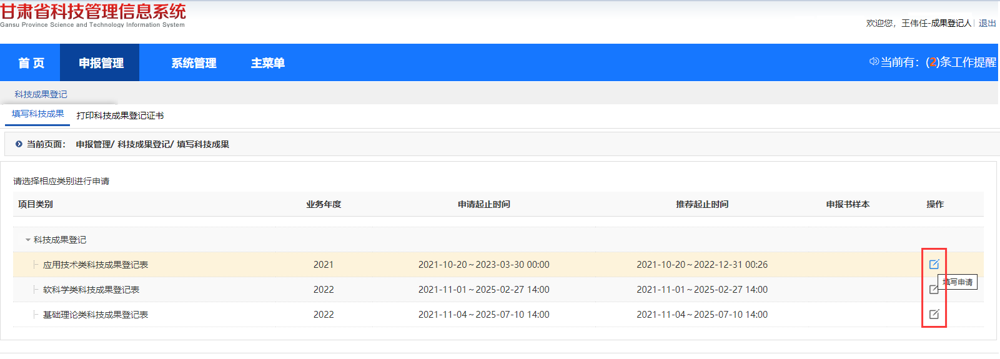 甘肃省科技管理信息系统
Gansu Province Science and Technology Information System
欢迎您，王伟任-成果登记人| 退出
首 页 申报管理 系统管理 主菜单 当前有：(2)条工作提醒
科技成果登记
填写科技成果 打印科技成果登记证书
当前页面： 申报管理/ 科技成果登记/ 填写科技成果
请选择相应类别进行申请
项目类别 业务年度 申请起止时间 推荐起止时间 申报书样本 操作
科技成果登记
应用技术类科技成果登记表 2021 2021-10-20～2023-03-30 00:00 2021-10-20～2022-12-31 00:26
填写申请
软科学类科技成果登记表 2022 2021-11-01～2025-02-27 14:00 2021-11-01～2025-02-27 14:00
基础理论类科技成果登记表 2022 2021-11-04～2025-07-10 14:00 2021-11-04～2025-07-10 14:00